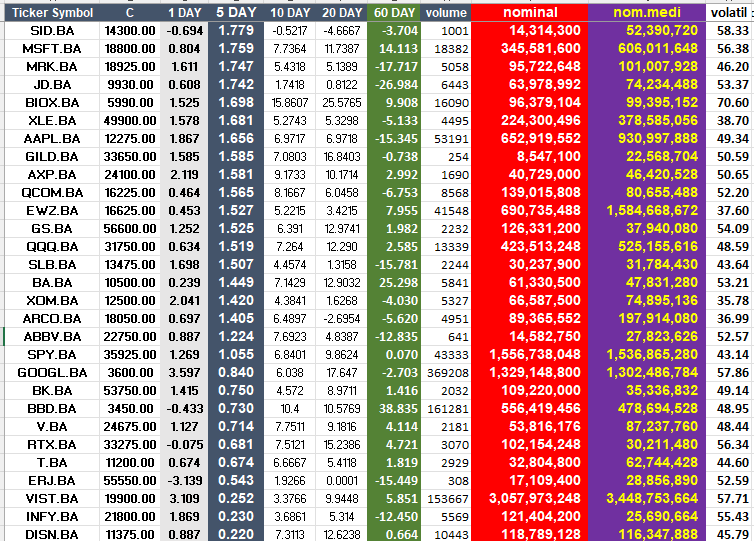 Ticker Symbol C 1 DAY 5 DAY 10 DAY 20 DAY 60 DAY volume nominal nom.medi volatil :
SID.BA 14300.00 -0.694 1.779 -0.5217 -4.6667 -3.704 1001 14,314,300 52,390,720 58.33
MSFT.BA 18800.00 0.804 1.759 7.7364 11.7387 14.113 18382 345,581,600 606,011,648 56.38
MRK.BA 18925.00 1.611 1.747 5.4318 5.1389 -17.717 5058 95,722,648 101,007,928 46.20
JD.BA 9930.00 0.608 1.742 1.7418 0.8122 -26.984 6443 63,978,992 74,234,488 53.37
BIOX.BA 5990.00 1.525 1.698 15.8607 25.5765 9.908 16090 96,379,104 99,395,152 70.60
XLE.BA 49900.00 1.578 1.681 5.2743 5.3298 -5.133 4495 224,300,496 378,585,056 38.70
AAPL.BA 12275.00 1.867 1.656 6.9717 6.9718 -15.345 53191 652,919,552 930,997,888 49.34
GILD.BA 33650.00 1.585 1.585 7.0803 16.8403 -0.738 254 8,547,100 22,568,704 50.59
AXP.BA 24100.00 2.119 1.581 9.1733 10.1714 2.992 1690 40,729,000 46,420,528 50.65
QCOM.BA 16225.00 0.464 1.565 8.1667 6.0458 -6.753 8568 139,015,808 80,655,488 52.20
EWZ.BA 16625.00 0.453 1.527 5.2215 3.4215 7.955 41548 690,735,488 1,584,668,672 37.60
GS.BA 56600.00 1.252 1.525 6.391 12.9741 1.982 2232 126,331,200 37,940,080 54.09
QQQ.BA 31750.00 0.634 1.519 7.264 12.290 2.585 13339 423,513,248 525,155,616 48.59
SLB.BA 13475.00 1.698 1.507 4.4574 1.3158 -15.781 2244 30,237,900 31,784,430 43.64
BA.BA 10500.00 0.239 1.449 7.1429 12.9032 25.298 5841 61,330,500 47,831,280 53.21
XOM.BA 12500.00 2.041 1.420 4.3841 1.6268 -4.030 5327 66,587,500 74,895,136 35.78
ARCO.BA 18050.00 0.697 1.405 6.4897 -2.6954 -5.620 4951 89,365,552 197,914,080 36.99
ABBV.BA 22750.00 0.887 1.224 7.6923 4.8387 -12.835 641 14,582,750 27,823,626 52.57
SPY.BA 35925.00 1.269 1.055 6.8401 9.8624 0.070 43333 1,556,738,048 1,536,865,280 43.14
GOOGL.BA 3600.00 3.597 0.840 6.038 17.647 -2.703 369208 1,329,148,800 1,302,486,784 57.86
BK.BA 53750.00 1.415 0.750 4.572 8.9711 1.416 2032 109,220,000 35,336,832 49.14
BBD.BA 3450.00 -0.433 0.730 10.4 10.5769 38.835 161281 556,419,456 478,694,528 48.95
V.BA 24675.00 1.127 0.714 7.7511 9.1816 4.114 2181 53,816,176 87,237,760 48.44
RTX.BA 33275.00 -0.075 0.681 7.5121 15.2386 4.721 3070 102,154,248 30,211,480 56.34
T.BA 11200.00 0.674 0.674 6.6667 5.4118 1.819 2929 32,804,800 62,744,428 44.60
ERJ.BA 55550.00 -3.139 0.543 1.9266 0.0001 -15.449 308 17,109,400 28,856,890 52.59
VIST.BA 19900.00 3.109 0.252 3.3766 9.9448 5.851 153667 3,057,973,248 3,448,753,664 57.71
INFY.BA 21800.00 1.869 0.230 3.6861 5.314 -12.450 5569 121,404,200 25,690,664 55.43
DISN.BA 11375.00 0.887 0.220 7.3113 12.6238 0.664 10443 118,789,128 116,347,888 45.79